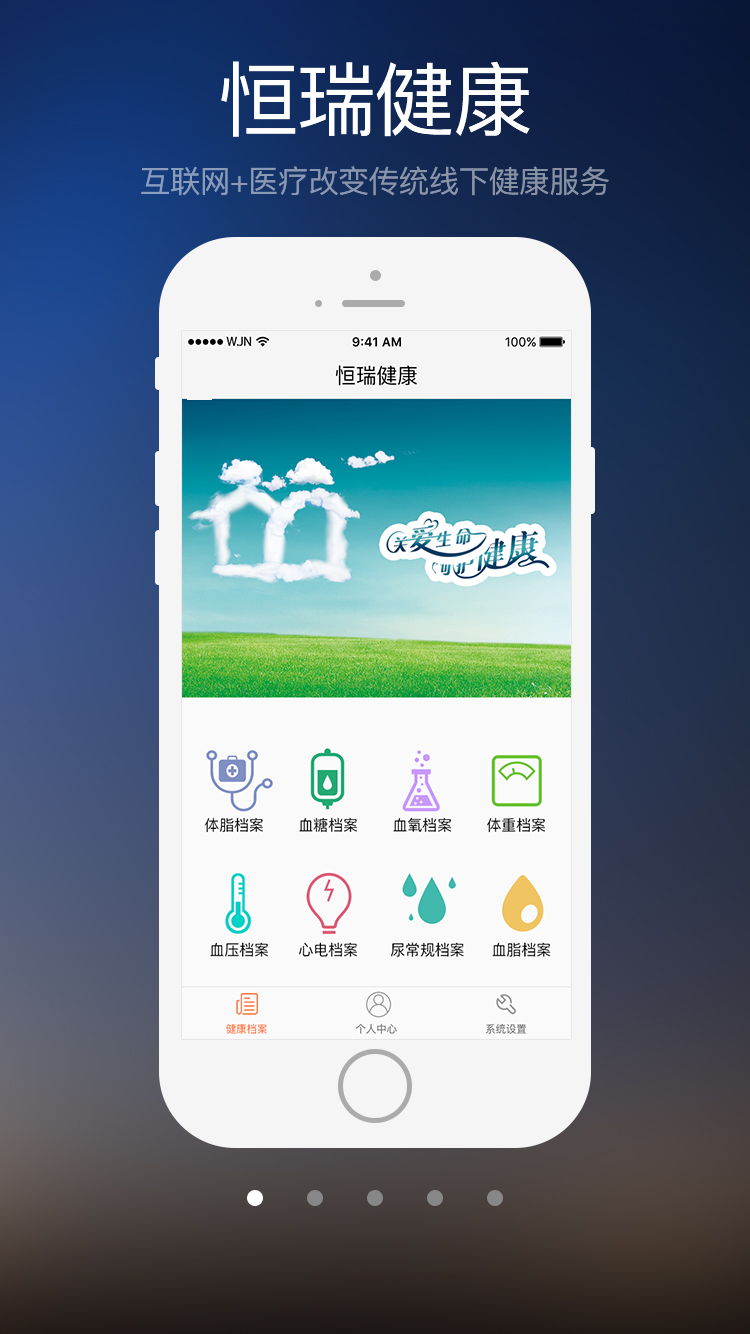 恒瑞健康
互联网+医疗改变传统线下健康服务
WJN 9:41 AM 100%
恒瑞健康
关爱生命
呵护健康
体脂档案 血糖档案 血氧档案 体重档案
血压档案 心电档案 尿常规档案 血脂档案
健康档案 个人中心 系统设置